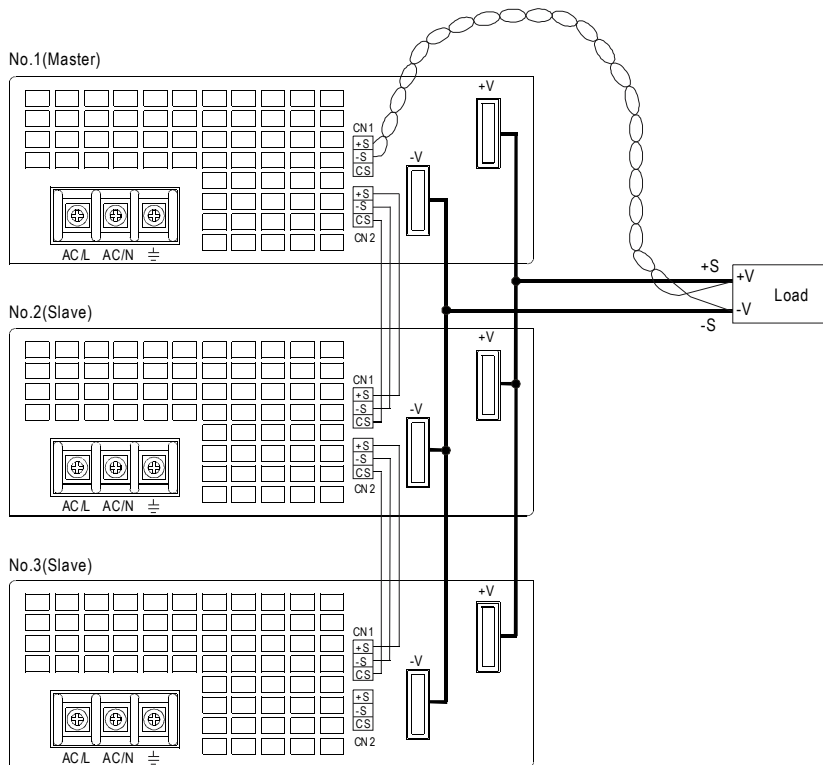 No.1(Master)
+V
CN1
+S
-S
CS
-V
+S
-S
CS
CN2
AC/L AC/N
+S
+V
Load
-V
-S
No.2(Slave)
+V
CN1
+S
-S
CS
-V
+S
-S
CS
CN2
AC/L AC/N
No.3(Slave)
+V
CN1
+S
-S
CS
-V
+S
-S
CS
CN2
AC/L AC/N